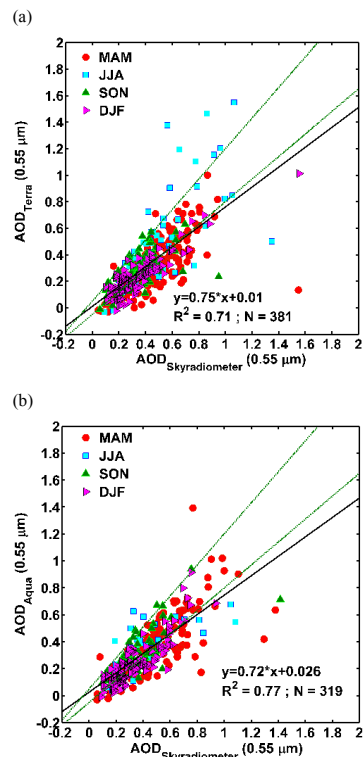 (a)
2
1.8
1.6
1.4
1.2
1
0.8
0.6
0.4
0.2
-0
-0.2
AOD_Terra (0.55 µm)
MAM
JJA
SON
DJF
y=0.75*x+0.01
R² = 0.71 ; N = 381
-0.2 0 0.2 0.4 0.6 0.8 1 1.2 1.4 1.6 1.8 2
AOD_Skyradiometer (0.55 µm)
(b)
2
1.8
1.6
1.4
1.2
1
0.8
0.6
0.4
0.2
-0
-0.2
AOD_Aqua (0.55 µm)
MAM
JJA
SON
DJF
y=0.72*x+0.026
R² = 0.77 ; N = 319
-0.2 0 0.2 0.4 0.6 0.8 1 1.2 1.4 1.6 1.8 2
AOD_Skyradiometer (0.55 µm)